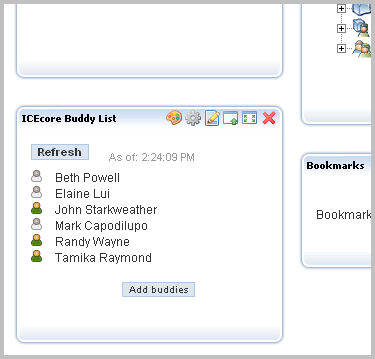 ICEcore Buddy List
Refresh
As of: 2:24:09 PM
Beth Powell
Elaine Lui
John Starkweather
Mark Capodilupo
Randy Wayne
Tamika Raymond
Add buddies
Bookmarks
Bookmark